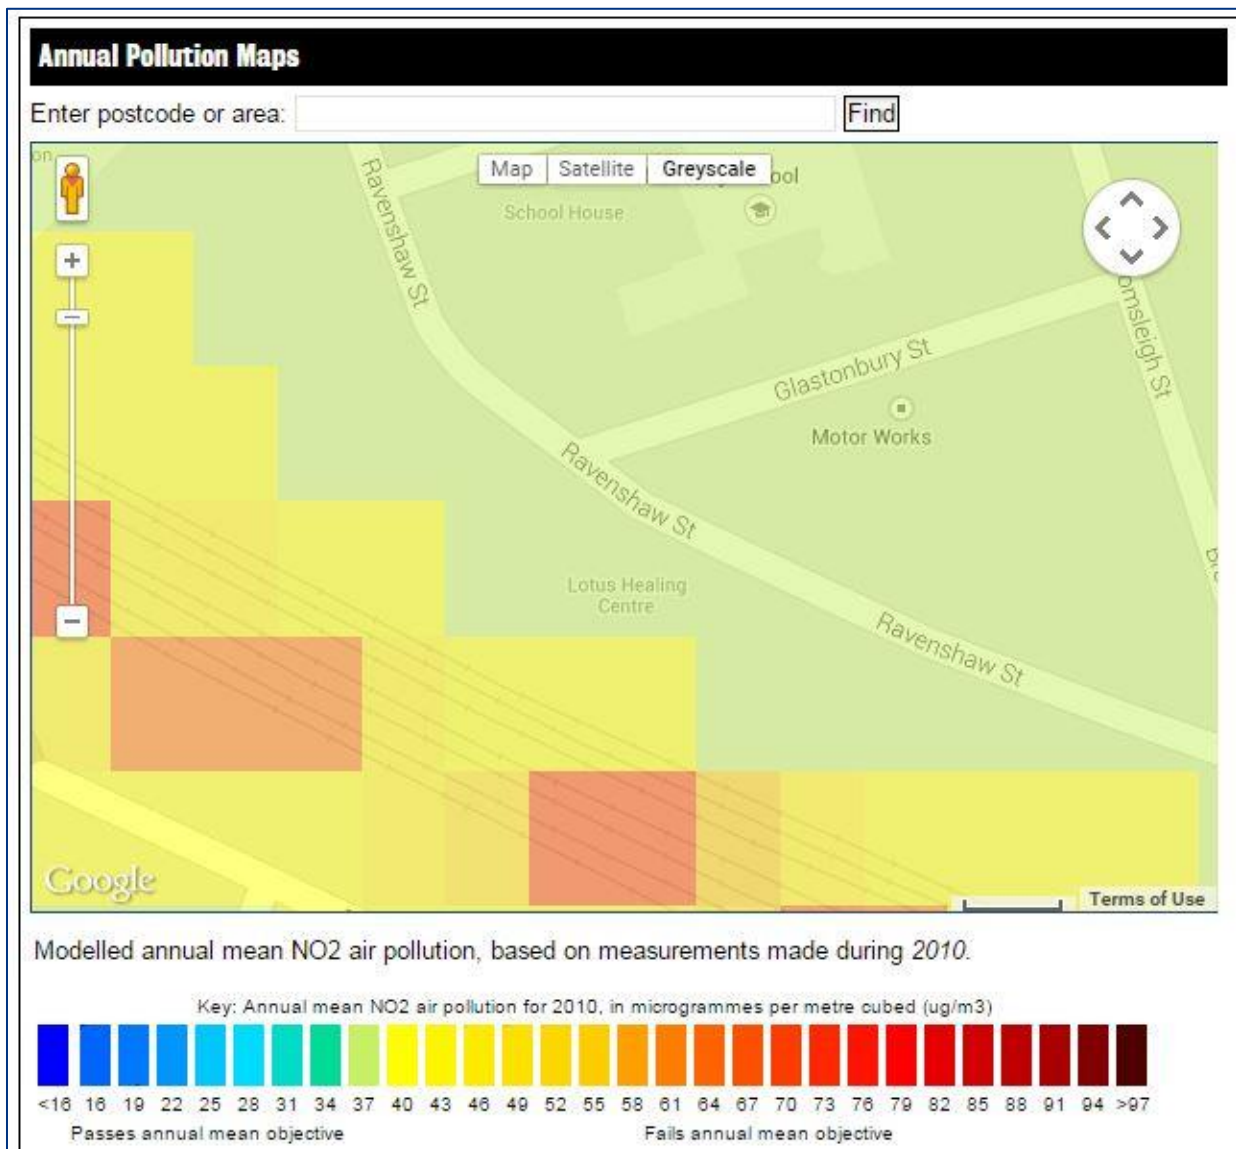 Annual Pollution Maps
Enter postcode or area: Find
on
Map Satellite Greyscale
ool
School House
Ravenshaw St
omsleigh St
Glastonbury St
Motor Works
Ravenshaw St
Lotus Healing
Centre
Ravenshaw St
Google
Terms of Use
Modelled annual mean NO2 air pollution, based on measurements made during 2010.
Key: Annual mean NO2 air pollution for 2010, in microgrammes per metre cubed (ug/m3)
<16 16 19 22 25 28 31 34 37 40 43 46 49 52 55 58 61 64 67 70 73 76 79 82 85 88 91 94 >97
Passes annual mean objective Fails annual mean objective